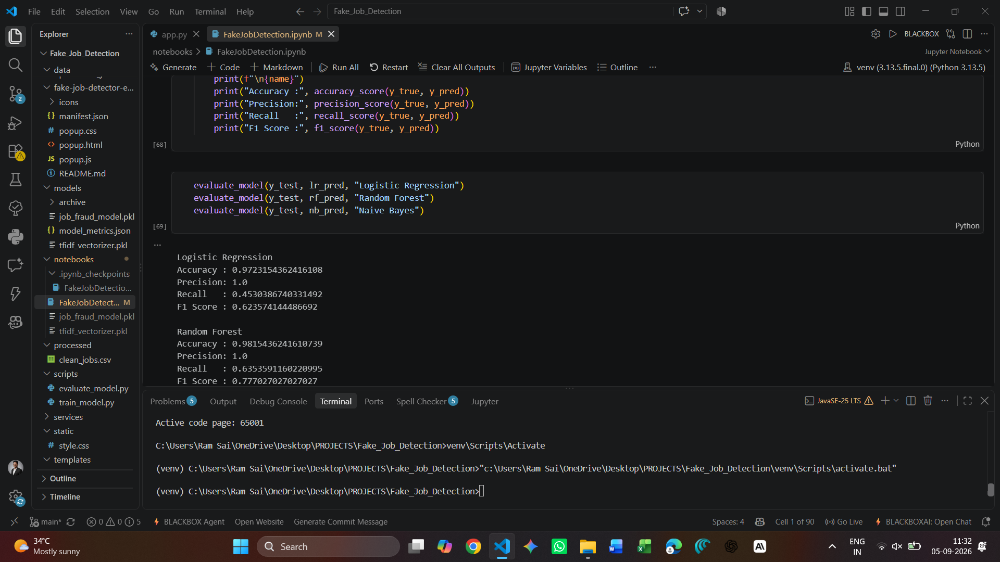 File Edit Selection View Go Run Terminal Help
Fake_Job_Detection
Explorer
Fake_Job_Detection
data
fake-job-detector-e...
icons
manifest.json
popup.css
popup.html
JS popup.js
README.md
models
archive
job_fraud_model.pkl
model_metrics.json
tfidf_vectorizer.pkl
notebooks
.ipynb_checkpoints
FakeJobDetectio...
FakeJobDetect... M
job_fraud_model.pkl
tfidf_vectorizer.pkl
processed
clean_jobs.csv
scripts
evaluate_model.py
train_model.py
services
static
style.css
templates
Outline
Timeline
2
app.py
FakeJobDetection.ipynb M
BLACKBOX
notebooks > FakeJobDetection.ipynb
Jupyter Notebook
Generate + Code + Markdown Run All Restart Clear All Outputs Jupyter Variables Outline ...
venv (3.13.5.final.0) (Python 3.13.5)
print(f"\n{name}")
print("Accuracy :", accuracy_score(y_true, y_pred))
print("Precision:", precision_score(y_true, y_pred))
print("Recall   :", recall_score(y_true, y_pred))
print("F1 Score :", f1_score(y_true, y_pred))
[68]
Python
evaluate_model(y_test, lr_pred, "Logistic Regression")
evaluate_model(y_test, rf_pred, "Random Forest")
evaluate_model(y_test, nb_pred, "Naive Bayes")
[69]
Python
...
Logistic Regression
Accuracy : 0.9723154362416108
Precision: 1.0
Recall   : 0.4530386740331492
F1 Score : 0.623574144486692
Random Forest
Accuracy : 0.9815436241610739
Precision: 1.0
Recall   : 0.6353591160220995
F1 Score : 0.777027027027027
Problems 5 Output Debug Console Terminal Ports Spell Checker 5 Jupyter
JavaSE-25 LTS
Active code page: 65001
C:\Users\Ram Sai\OneDrive\Desktop\PROJECTS\Fake_Job_Detection>venv\Scripts\Activate
(venv) C:\Users\Ram Sai\OneDrive\Desktop\PROJECTS\Fake_Job_Detection>"c:\Users\Ram Sai\OneDrive\Desktop\PROJECTS\Fake_Job_Detection\venv\Scripts\activate.bat"
(venv) C:\Users\Ram Sai\OneDrive\Desktop\PROJECTS\Fake_Job_Detection>
main* 0 0 5 BLACKBOX Agent Open Website Generate Commit Message
Spaces: 4 Cell 1 of 90 Go Live BLACKBOXAI: Open Chat
34°C
Mostly sunny
Search
ENG
IN
11:32
05-09-2026